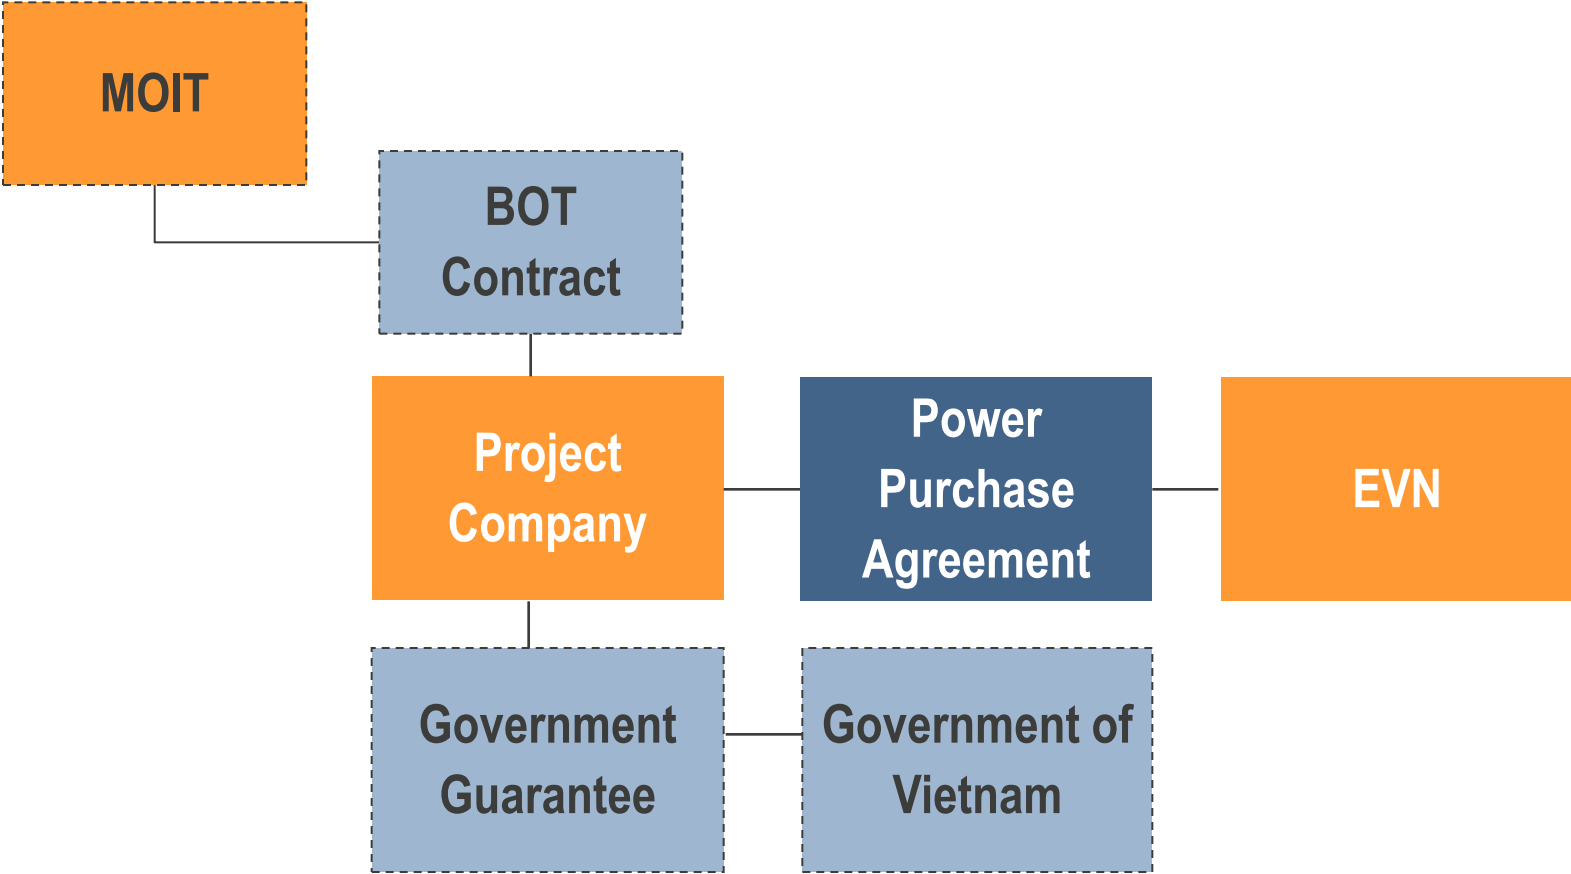 MOIT
BOT
Contract
Project
Company
Power
Purchase
Agreement
EVN
Government
Guarantee
Government of
Vietnam